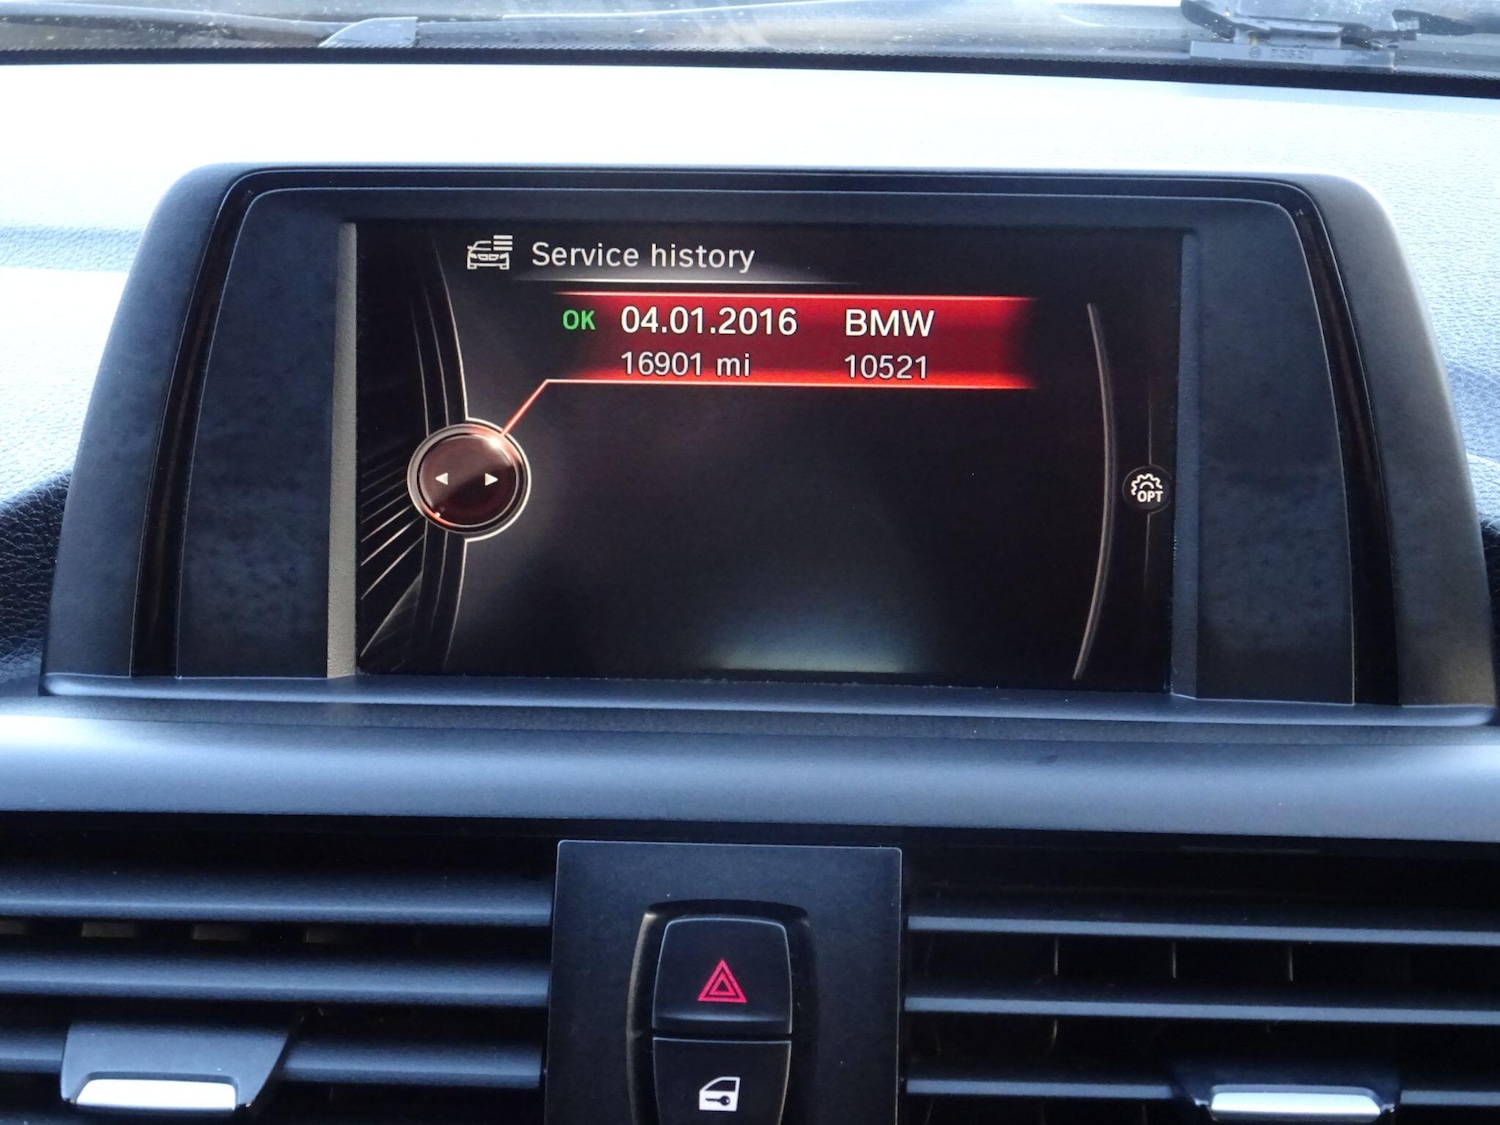 Service history
OK 04.01.2016 BMW
16901 mi 10521
OPT